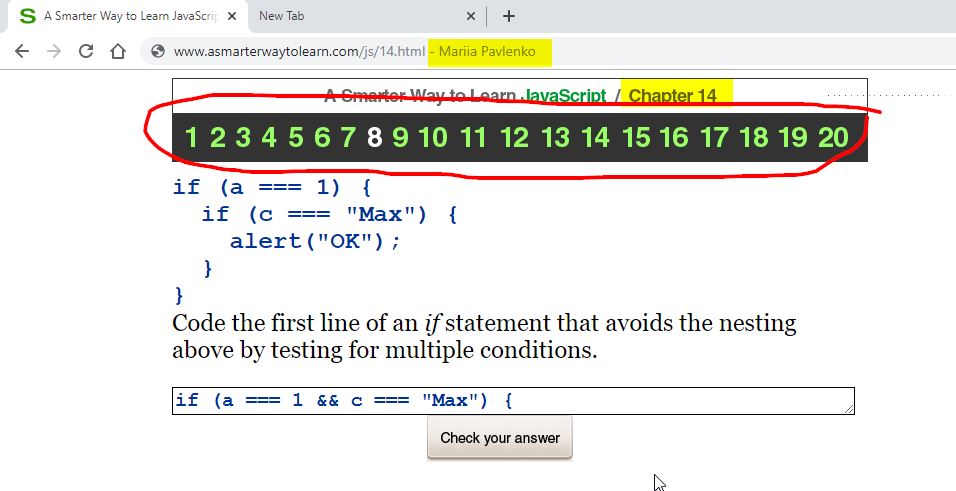 A Smarter Way to Learn JavaScrip
New Tab
www.asmarterwaytolearn.com/js/14.html - Mariia Pavlenko
A Smarter Way to Learn JavaScript / Chapter 14
1 2 3 4 5 6 7 8 9 10 11 12 13 14 15 16 17 18 19 20
if (a === 1) {
  if (c === "Max") {
    alert("OK");
  }
}
Code the first line of an if statement that avoids the nesting
above by testing for multiple conditions.
if (a === 1 && c === "Max") {
Check your answer